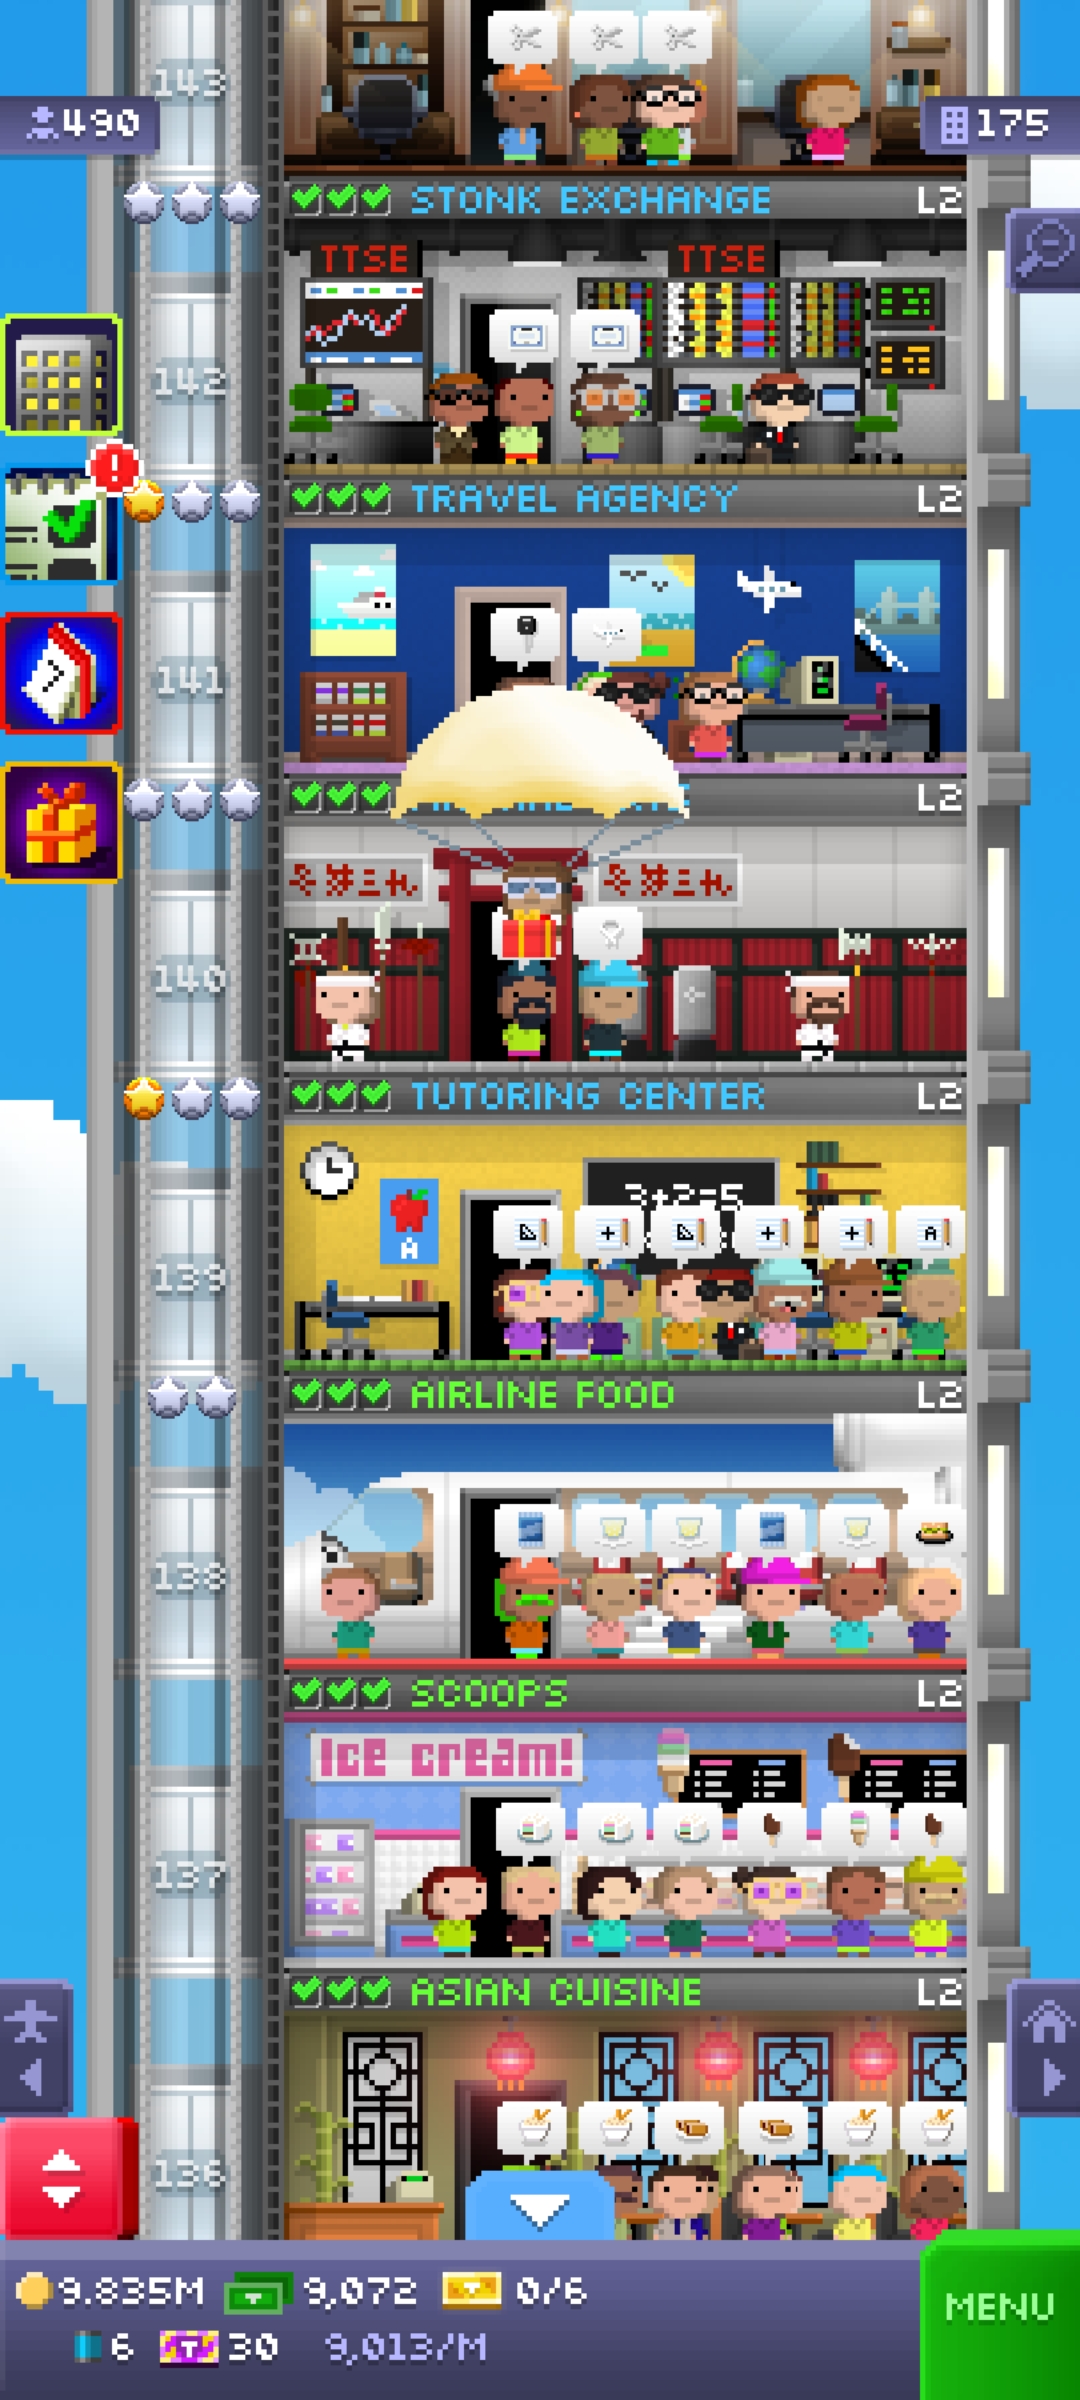 143
490
175
STONK EXCHANGE L2
TTSE TTSE
142
TRAVEL AGENCY L2
141
L2
140
TUTORING CENTER L2
3+2=5
A
+ + + A
139
AIRLINE FOOD L2
138
SCOOPS L2
Ice cream!
137
ASIAN CUISINE L2
136
9.835M 9,072 0/6
MENU
6 T 30 9,013/M